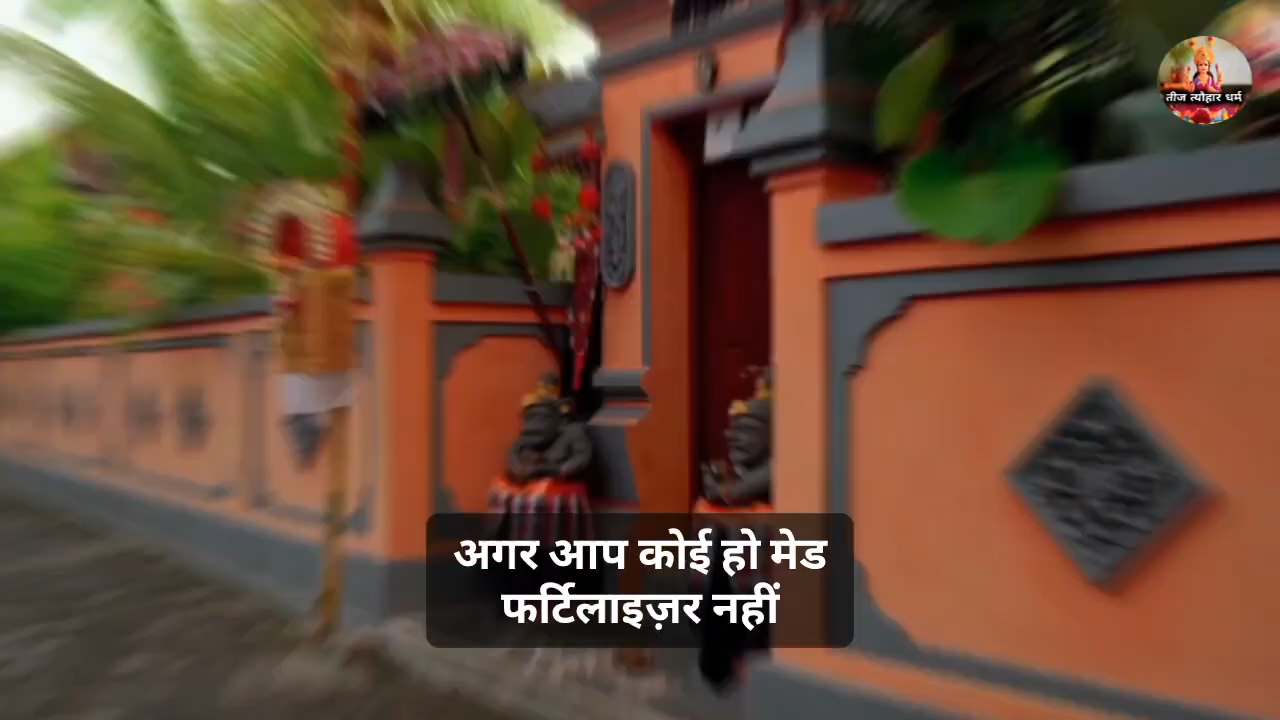 तीज त्यौहार धर्म
अगर आप कोई हो मेड
फर्टिलाइज़र नहीं